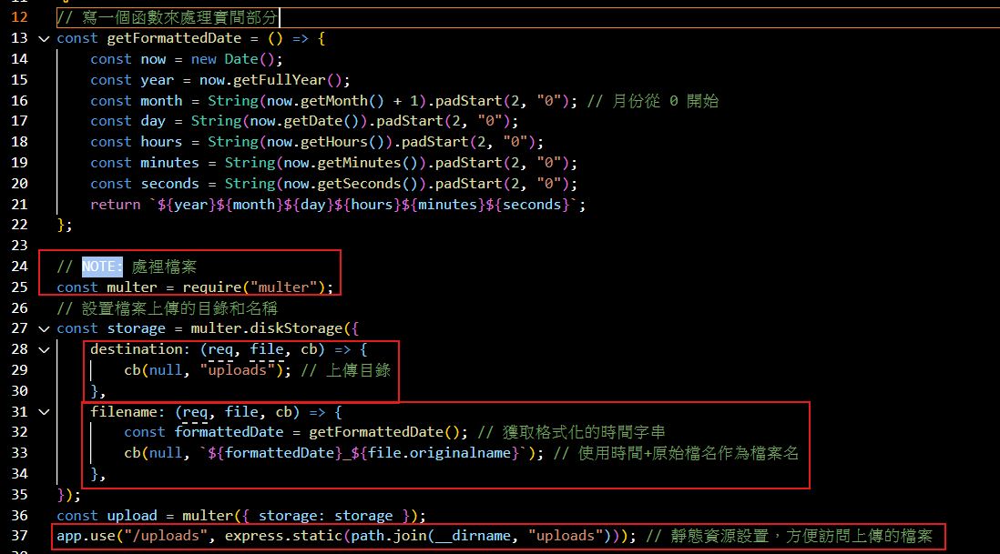 12 // 寫一個函數來處理實間部分
13 const getFormattedDate = () => {
14 const now = new Date();
15 const year = now.getFullYear();
16 const month = String(now.getMonth() + 1).padStart(2, "0"); // 月份從 0 開始
17 const day = String(now.getDate()).padStart(2, "0");
18 const hours = String(now.getHours()).padStart(2, "0");
19 const minutes = String(now.getMinutes()).padStart(2, "0");
20 const seconds = String(now.getSeconds()).padStart(2, "0");
21 return `${year}${month}${day}${hours}${minutes}${seconds}`;
22 };
23
24 // NOTE: 處裡檔案
25 const multer = require("multer");
26 // 設置檔案上傳的目錄和名稱
27 const storage = multer.diskStorage({
28 destination: (req, file, cb) => {
29 cb(null, "uploads"); // 上傳目錄
30 },
31 filename: (req, file, cb) => {
32 const formattedDate = getFormattedDate(); // 獲取格式化的時間字串
33 cb(null, `${formattedDate}_${file.originalname}`); // 使用時間+原始檔名作為檔案名
34 },
35 });
36 const upload = multer({ storage: storage });
37 app.use("/uploads", express.static(path.join(__dirname, "uploads"))); // 靜態資源設置，方便訪問上傳的檔案